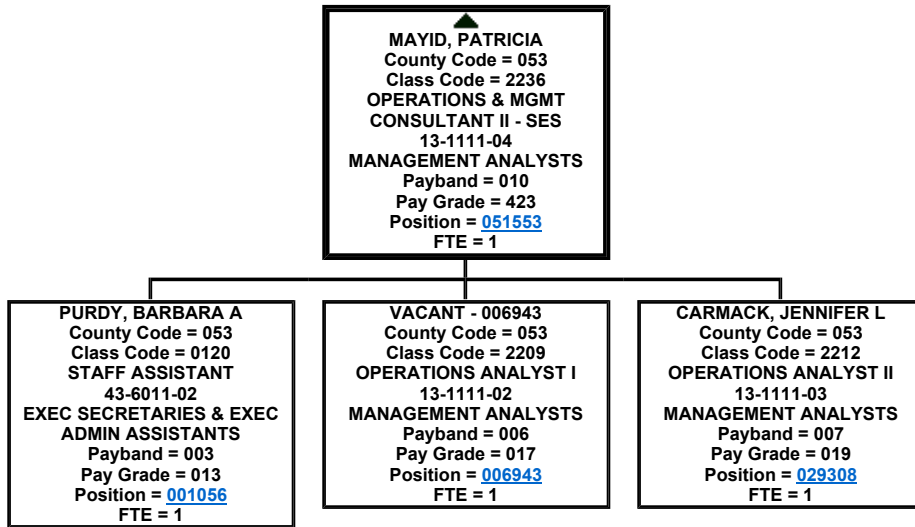 MAYID, PATRICIA
County Code = 053
Class Code = 2236
OPERATIONS & MGMT
CONSULTANT II - SES
13-1111-04
MANAGEMENT ANALYSTS
Payband = 010
Pay Grade = 423
Position = 051553
FTE = 1
PURDY, BARBARA A
County Code = 053
Class Code = 0120
STAFF ASSISTANT
43-6011-02
EXEC SECRETARIES & EXEC
ADMIN ASSISTANTS
Payband = 003
Pay Grade = 013
Position = 001056
FTE = 1
VACANT - 006943
County Code = 053
Class Code = 2209
OPERATIONS ANALYST I
13-1111-02
MANAGEMENT ANALYSTS
Payband = 006
Pay Grade = 017
Position = 006943
FTE = 1
CARMACK, JENNIFER L
County Code = 053
Class Code = 2212
OPERATIONS ANALYST II
13-1111-03
MANAGEMENT ANALYSTS
Payband = 007
Pay Grade = 019
Position = 029308
FTE = 1